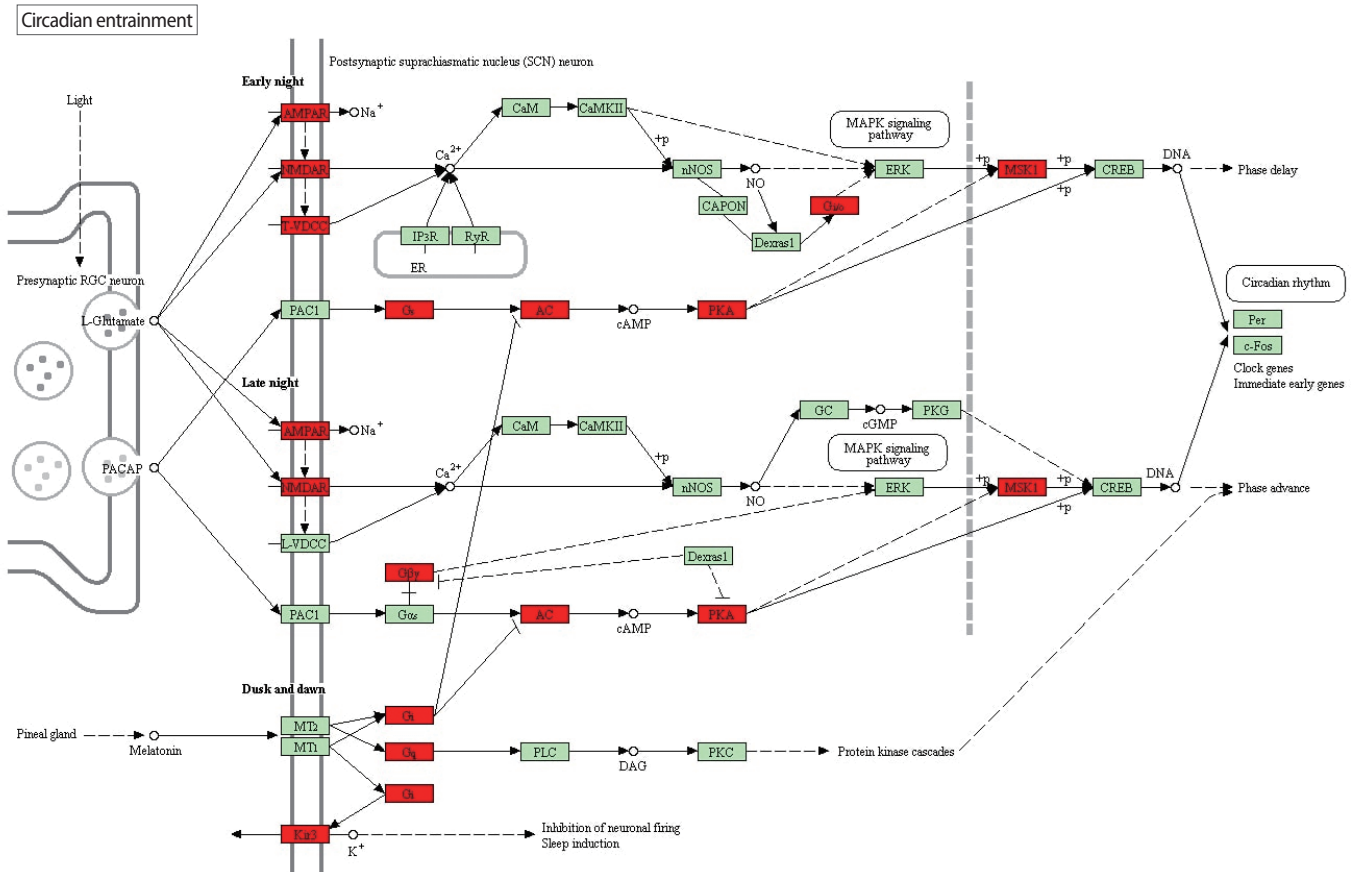 Circadian entrainment
Postsynaptic suprachiasmatic nucleus (SCN) neuron
Early night
Light
AMPAR
Na+
CaM
CaMKII
MAPK signaling
pathway
+p
Ca2+
NMDAR
nNOS
NO
ERK
+p
MSK1
+p
+p
CREB
DNA
Phase delay
CAPON
T-VDCC
IP3R
RyR
Dexras1
ER
Presynaptic RGC neuron
Circadian rhythm
L-Glutamate
PAC1
Gs
AC
cAMP
PKA
Per
c-Fos
Clock genes
Immediate early genes
Late night
AMPAR
Na+
CaM
CaMKII
GC
cGMP
PKG
MAPK signaling
pathway
+p
PACAP
Ca2+
NMDAR
nNOS
NO
ERK
+p
MSK1
+p
+p
CREB
DNA
Phase advance
L-VDCC
Dexras1
Gβγ
PAC1
Gαs
AC
cAMP
PKA
Dusk and dawn
Gi
MT2
Pineal gland
Melatonin
MT1
Gq
PLC
DAG
PKC
Protein kinase cascades
Gi
Kir3
K+
Inhibition of neuronal firing
Sleep induction